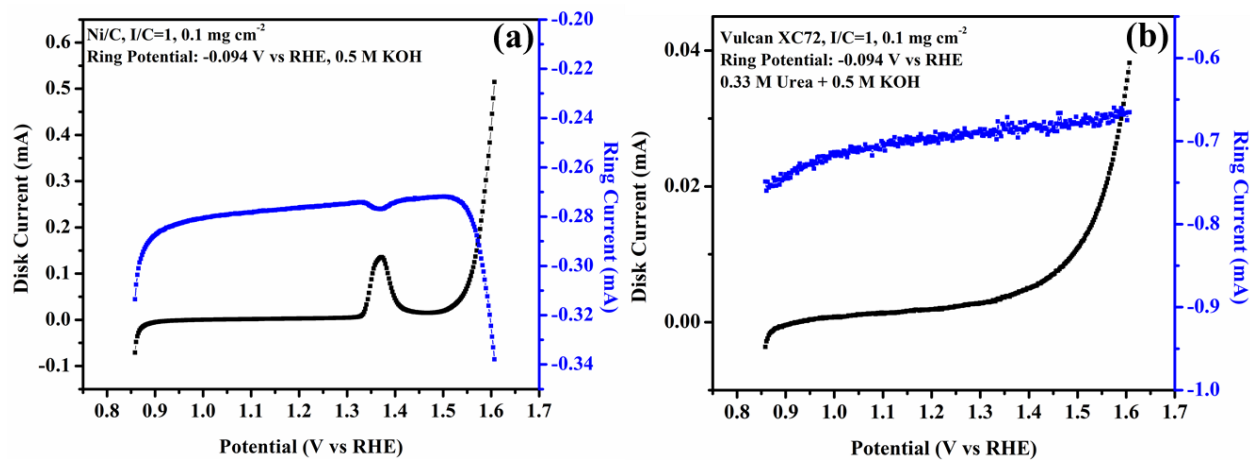 Ni/C, I/C=1, 0.1 mg cm-2
Ring Potential: -0.094 V vs RHE, 0.5 M KOH
(a)
Disk Current (mA)
0.6
0.5
0.4
0.3
0.2
0.1
0.0
-0.1
0.8 0.9 1.0 1.1 1.2 1.3 1.4 1.5 1.6 1.7
Potential (V vs RHE)
-0.20
-0.22
-0.24
-0.26
-0.28
-0.30
-0.32
-0.34
Ring Current (mA)
Vulcan XC72, I/C=1, 0.1 mg cm-2
Ring Potential: -0.094 V vs RHE
0.33 M Urea + 0.5 M KOH
(b)
Disk Current (mA)
0.04
0.02
0.00
0.8 0.9 1.0 1.1 1.2 1.3 1.4 1.5 1.6 1.7
Potential (V vs RHE)
-0.6
-0.7
-0.8
-0.9
-1.0
Ring Current (mA)